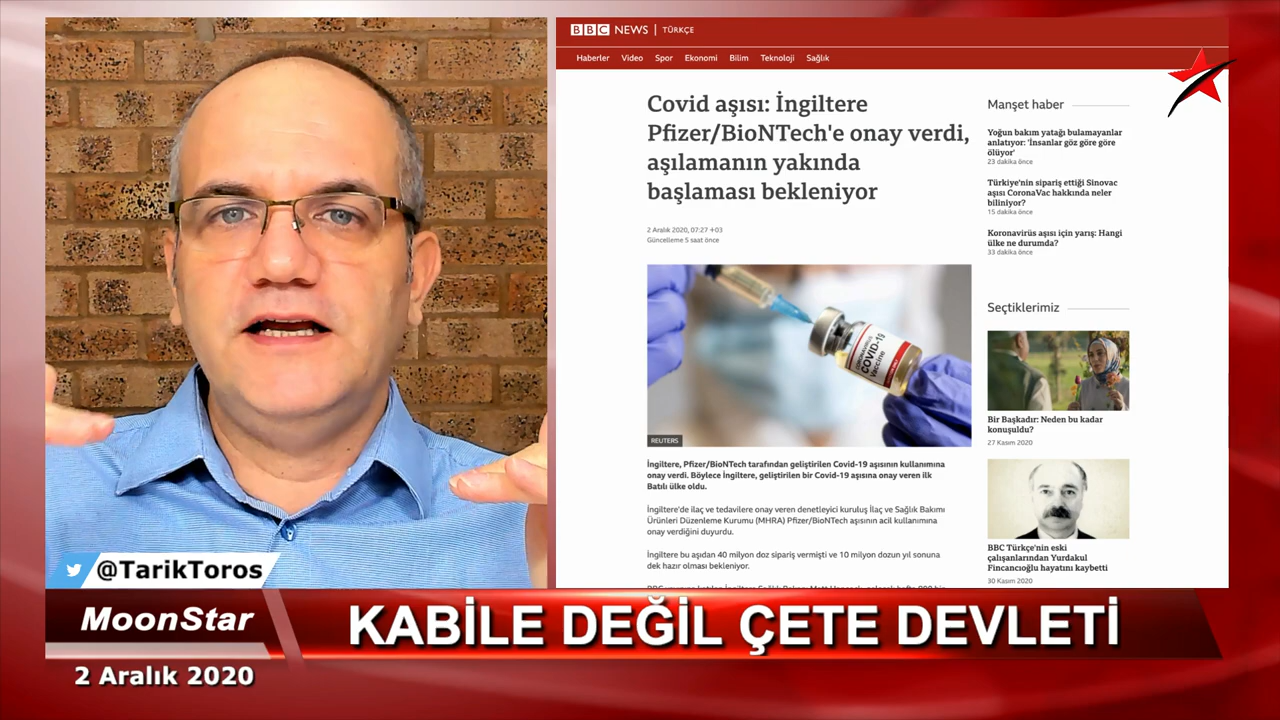 BBC NEWS | TÜRKÇE
Haberler Video Spor Ekonomi Bilim Teknoloji Sağlık
Covid aşısı: İngiltere
Pfizer/BioNTech'e onay verdi,
aşılamanın yakında
başlaması bekleniyor
2 Aralık 2020, 07:27 +03
Güncelleme 5 saat önce
CORONAVIRUS
COVID-19
Vaccine
REUTERS
İngiltere, Pfizer/BioNTech tarafından geliştirilen Covid-19 aşısının kullanımına
onay verdi. Böylece İngiltere, geliştirilen bir Covid-19 aşısına onay veren ilk
Batılı ülke oldu.
İngiltere'de ilaç ve tedavilere onay veren denetleyici kuruluş İlaç ve Sağlık Bakımı
Ürünleri Düzenleme Kurumu (MHRA) Pfizer/BioNTech aşısının acil kullanımına
onay verdiğini duyurdu.
İngiltere bu aşıdan 40 milyon doz sipariş vermişti ve 10 milyon dozun yıl sonuna
dek hazır olması bekleniyor.
Manşet haber
Yoğun bakım yatağı bulamayanlar
anlatıyor: 'İnsanlar göz göre göre
ölüyor'
23 dakika önce
Türkiye'nin sipariş ettiği Sinovac
aşısı CoronaVac hakkında neler
biliniyor?
15 dakika önce
Koronavirüs aşısı için yarış: Hangi
ülke ne durumda?
33 dakika önce
Seçtiklerimiz
Bir Başkadır: Neden bu kadar
konuşuldu?
27 Kasım 2020
BBC Türkçe'nin eski
çalışanlarından Yurdakul
Fincancıoğlu hayatını kaybetti
30 Kasım 2020
@TarikToros
MoonStar
KABİLE DEĞİL ÇETE DEVLETİ
2 Aralık 2020